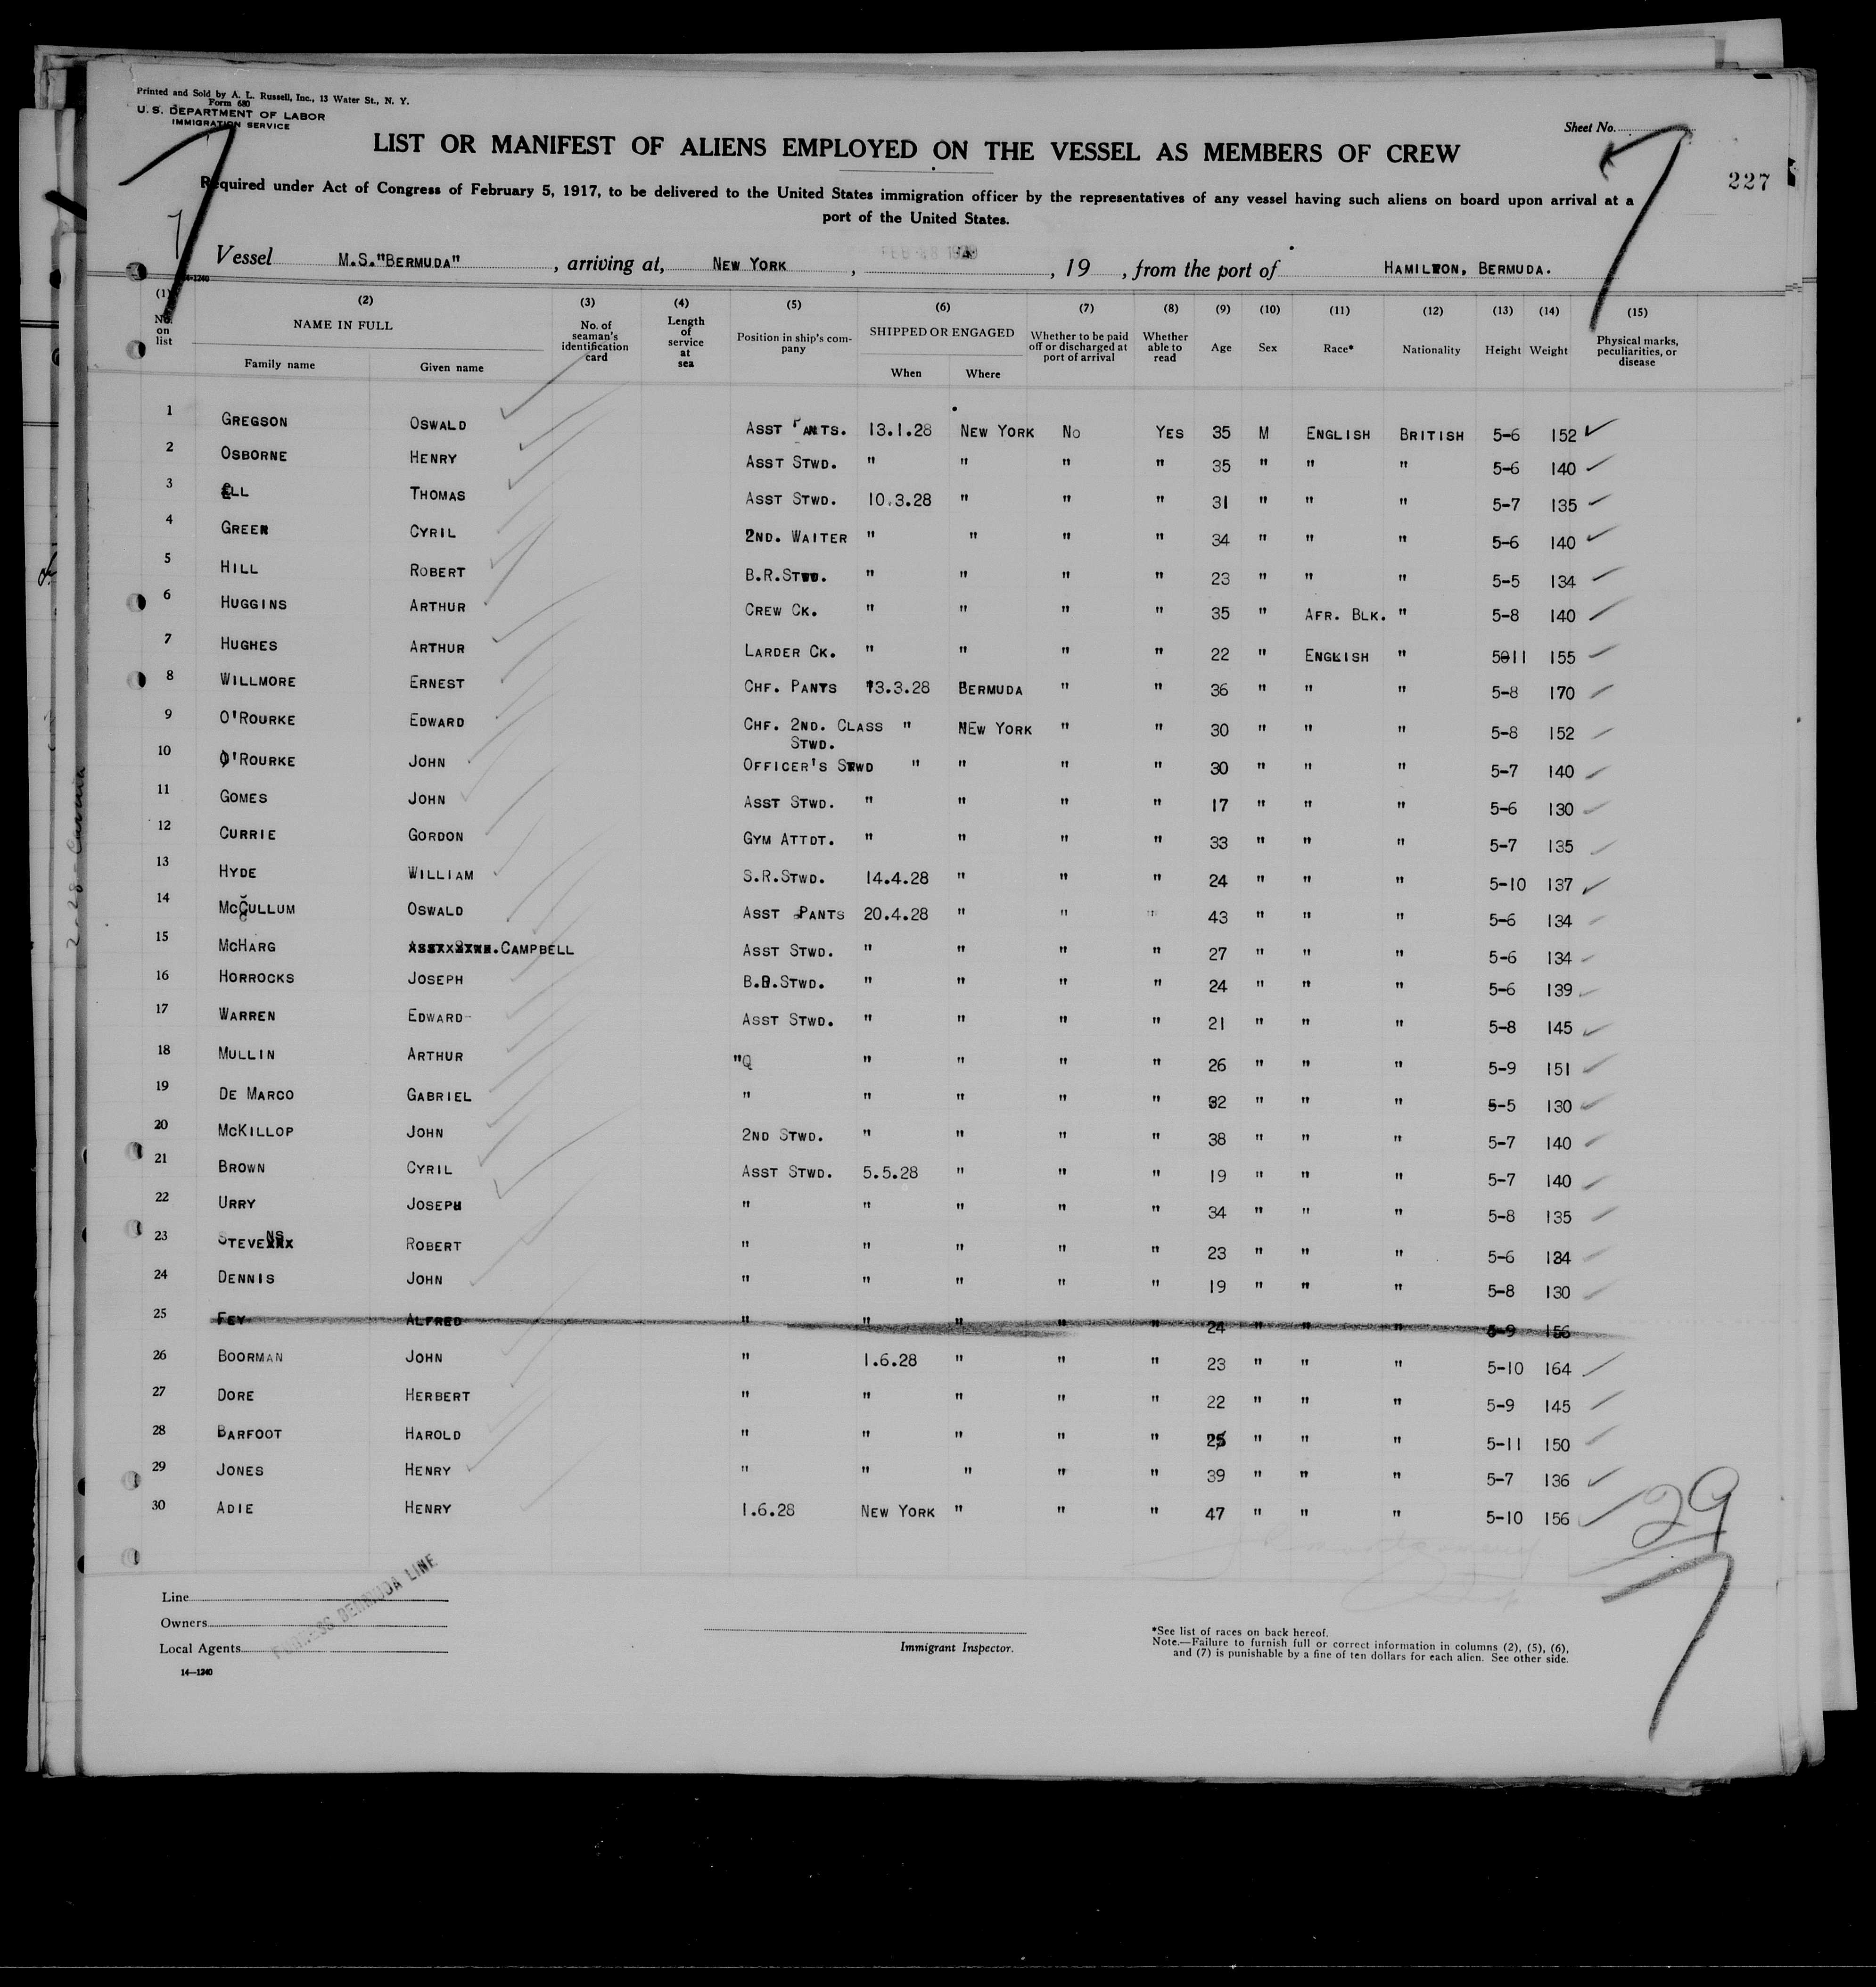 Printed and Sold by A. L. Russell, Inc., 13 Water St., N. Y.
Form 680
U. S. DEPARTMENT OF LABOR
IMMIGRATION SERVICE
Sheet No.
LIST OR MANIFEST OF ALIENS EMPLOYED ON THE VESSEL AS MEMBERS OF CREW
227
Required under Act of Congress of February 5, 1917, to be delivered to the United States immigration officer by the representatives of any vessel having such aliens on board upon arrival at a
port of the United States.
Vessel M.S."BERMUDA", arriving at, NEW YORK, , 19 , from the port of HAMILTON, BERMUDA.
14-1240
(1) (2) (3) (4) (5) (6) (7) (8) (9) (10) (11) (12) (13) (14) (15)
No. on list NAME IN FULL Family name Given name No. of seaman's identification card Length of service at sea Position in ship's company SHIPPED OR ENGAGED When Where Whether to be paid off or discharged at port of arrival Whether able to read Age Sex Race* Nationality Height Weight Physical marks, peculiarities, or disease
1 GREGSON OSWALD ASST PANTS. 13.1.28 NEW YORK NO YES 35 M ENGLISH BRITISH 5-6 152
2 OSBORNE HENRY ASST STWD. " " " " 35 " " " 5-6 140
3 ELL THOMAS ASST STWD. 10.3.28 " " " 31 " " " 5-7 135
4 GREEN CYRIL 2ND. WAITER " " " " 34 " " " 5-6 140
5 HILL ROBERT B.R.STWD. " " " " 23 " " " 5-5 134
6 HUGGINS ARTHUR CREW CK. " " " " 35 " AFR. BLK. " 5-8 140
7 HUGHES ARTHUR LARDER CK. " " " " 22 " ENGLISH " 5011 155
8 WILLMORE ERNEST CHF. PANTS 13.3.28 BERMUDA " " 36 " " " 5-8 170
9 O'ROURKE EDWARD CHF. 2ND. CLASS STWD. " NEW YORK " " 30 " " " 5-8 152
10 O'ROURKE JOHN OFFICER'S STWD " " " " 30 " " " 5-7 140
11 GOMES JOHN ASST STWD. " " " " 17 " " " 5-6 130
12 CURRIE GORDON GYM ATTDT. " " " " 33 " " " 5-7 135
13 HYDE WILLIAM S.R.STWD. 14.4.28 " " " 24 " " " 5-10 137
14 MCCULLUM OSWALD ASST PANTS 20.4.28 " " " 43 " " " 5-6 134
15 MCHARG CAMPBELL ASST STWD. " " " " 27 " " " 5-6 134
16 HORROCKS JOSEPH B.R.STWD. " " " " 24 " " " 5-6 139
17 WARREN EDWARD ASST STWD. " " " " 21 " " " 5-8 145
18 MULLIN ARTHUR "Q " " " " 26 " " " 5-9 151
19 DE MARCO GABRIEL " " " " " 32 " " " 5-5 130
20 MCKILLOP JOHN 2ND STWD. " " " " 38 " " " 5-7 140
21 BROWN CYRIL ASST STWD. 5.5.28 " " " 19 " " " 5-7 140
22 URRY JOSEPH " " " " " 34 " " " 5-8 135
23 STEVENS ROBERT " " " " " 23 " " " 5-6 134
24 DENNIS JOHN " " " " " 19 " " " 5-8 130
25 FEY ALFRED " " " " " 24 " " " 5-9 156
26 BOORMAN JOHN " 1.6.28 " " " 23 " " " 5-10 164
27 DORE HERBERT " " " " " 22 " " " 5-9 145
28 BARFOOT HAROLD " " " " " 25 " " " 5-11 150
29 JONES HENRY " " " " " 39 " " " 5-7 136
30 ADIE HENRY 1.6.28 NEW YORK " " " 47 " " " 5-10 156
29
Line
Owners
Local Agents
FURNESS BERMUDA LINE
14—1240
Immigrant Inspector.
*See list of races on back hereof.
Note.—Failure to furnish full or correct information in columns (2), (5), (6),
and (7) is punishable by a fine of ten dollars for each alien. See other side.